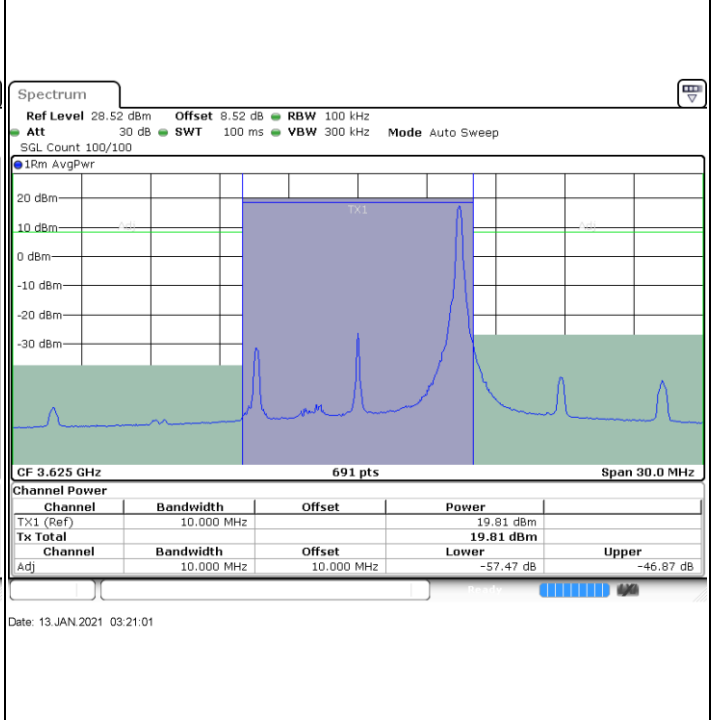 Spectrum
Ref Level 28.52 dBm Offset 8.52 dB RBW 100 kHz
Att 30 dB SWT 100 ms VBW 300 kHz Mode Auto Sweep
SGL Count 100/100
1Rm AvgPwr
20 dBm
TX1
10 dBm Adj Adj
0 dBm
-10 dBm
-20 dBm
-30 dBm
CF 3.625 GHz 691 pts Span 30.0 MHz
Channel Power
Channel Bandwidth Offset Power
TX1 (Ref) 10.000 MHz 19.81 dBm
Tx Total 19.81 dBm
Channel Bandwidth Offset Lower Upper
Adj 10.000 MHz 10.000 MHz -57.47 dB -46.87 dB
Ready
Date: 13.JAN.2021 03:21:01